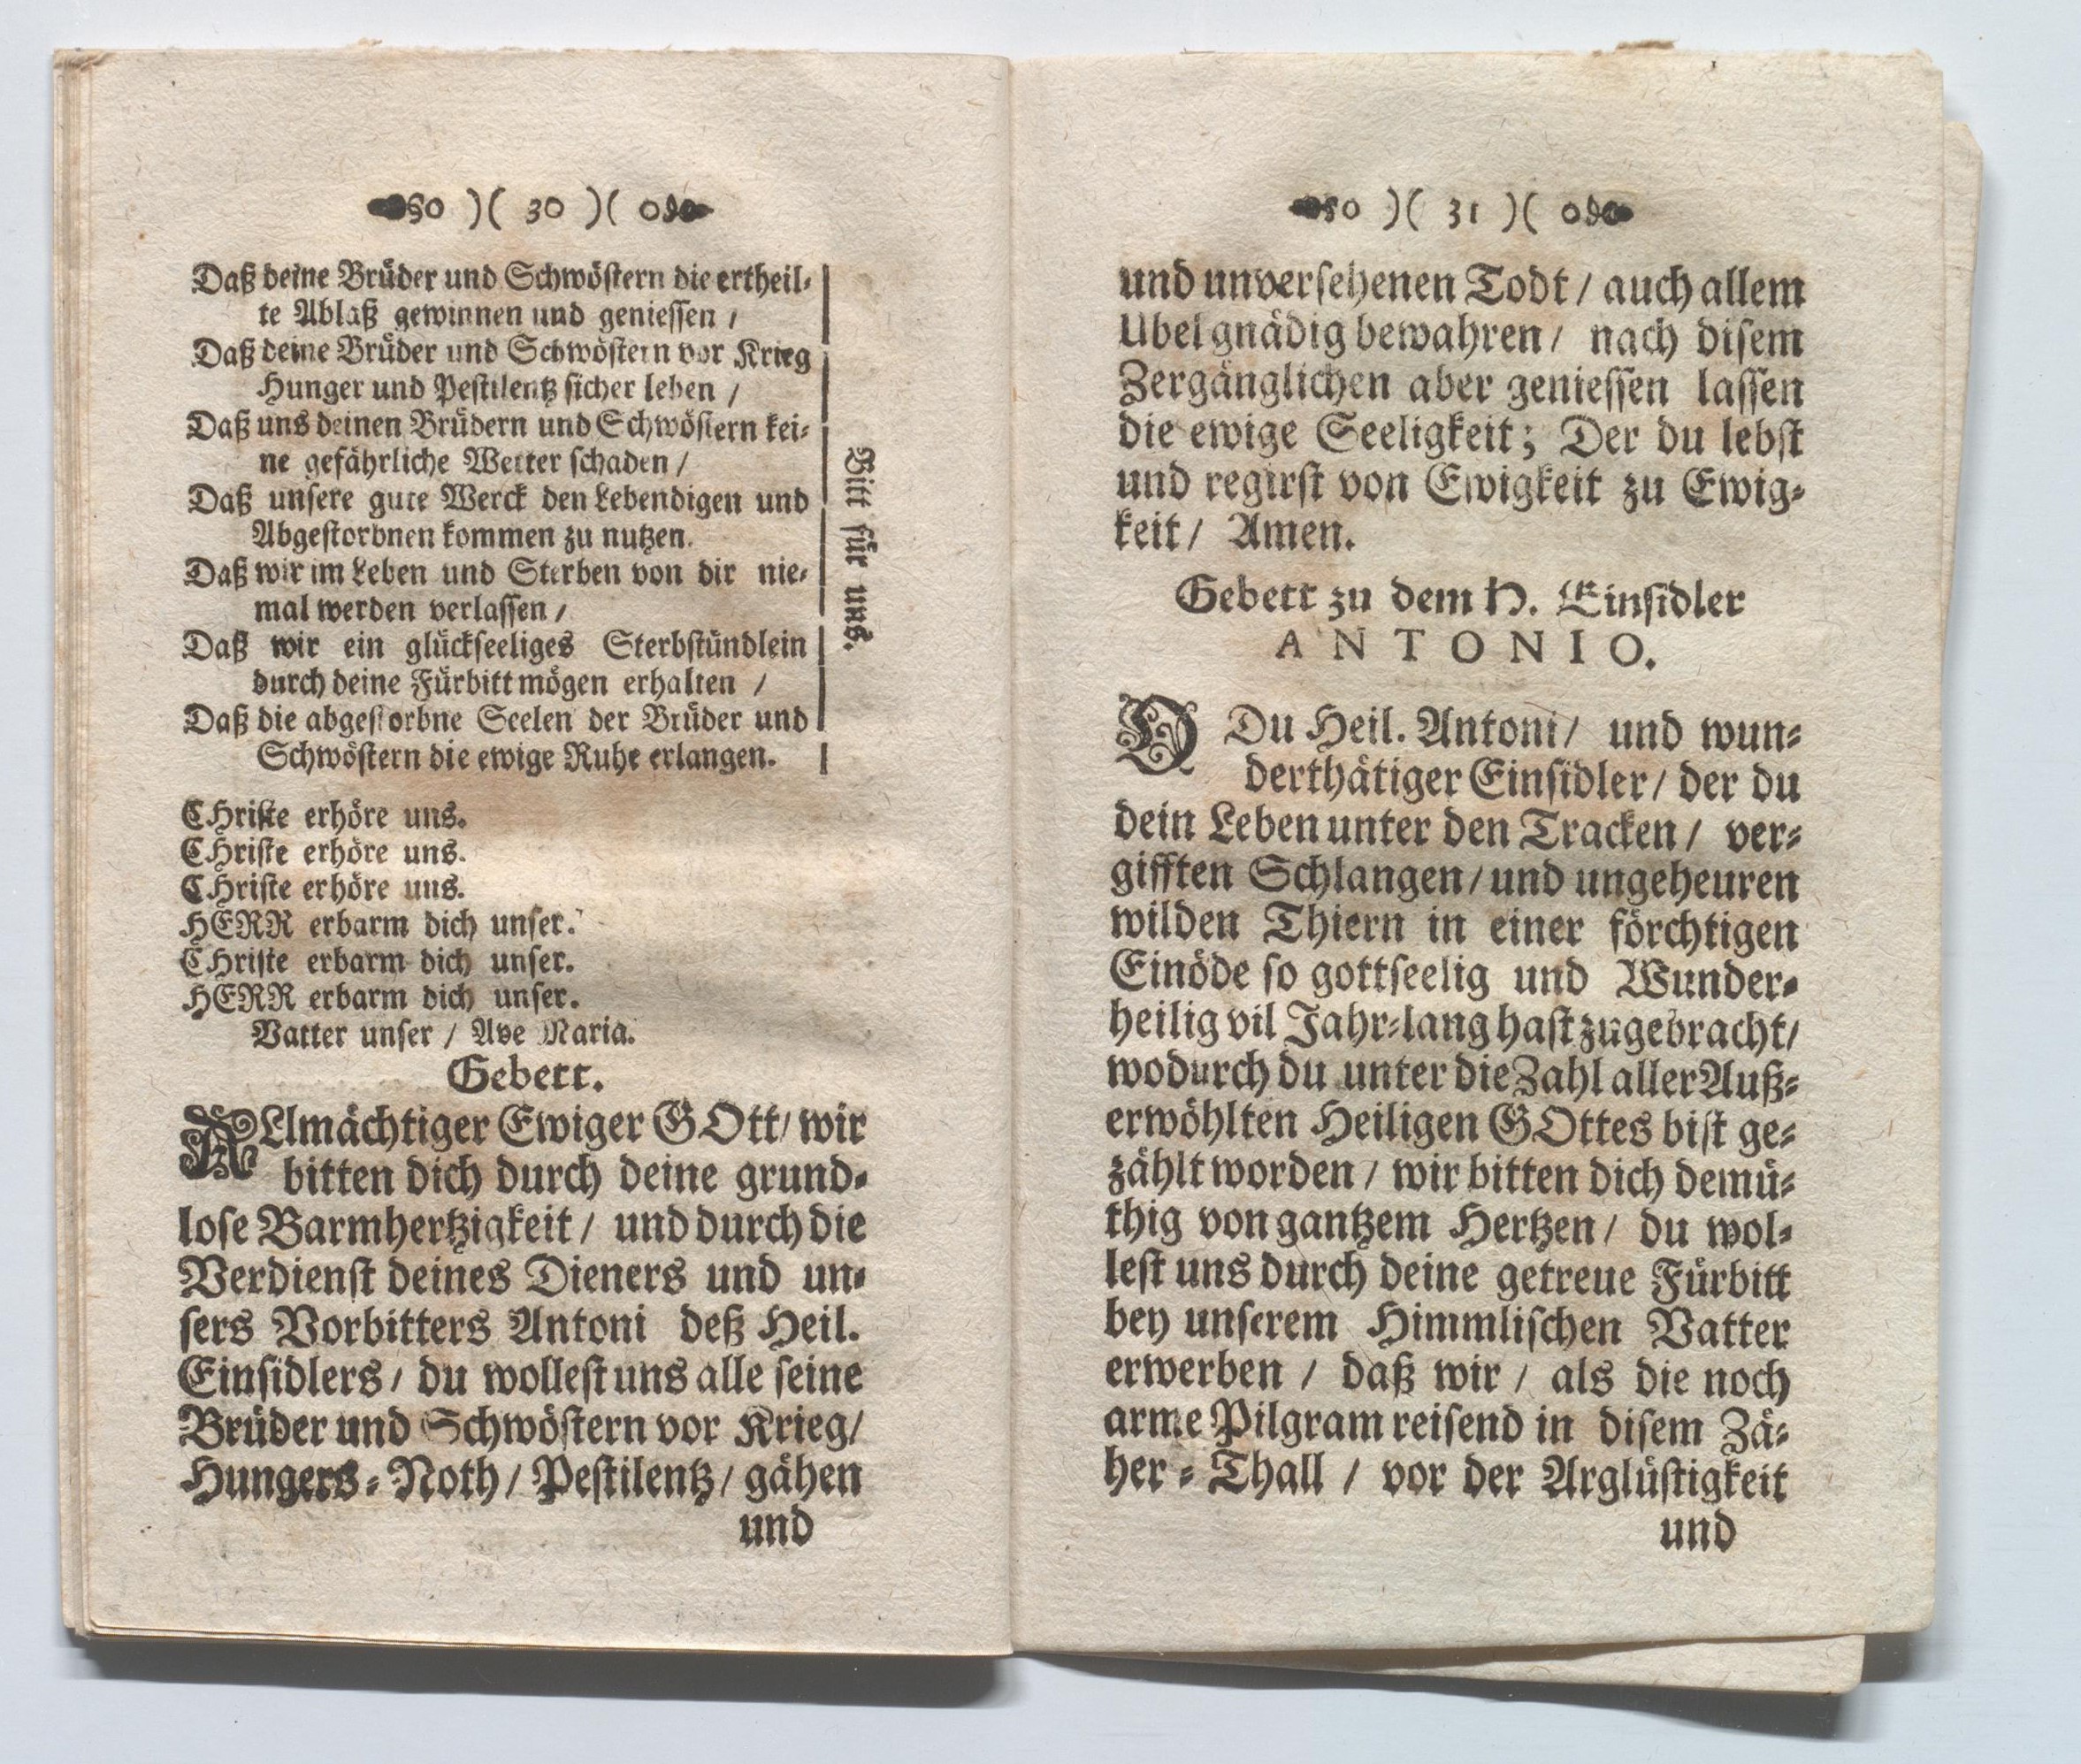 )( 30 )(
Daß deine Brüder und Schwöstern die ertheil-
te Ablaß gewinnen und geniessen /
Daß deine Brüder und Schwöstern vor Krieg
Hunger und Pestilentz sicher leben /
Daß uns deinen Brüdern und Schwöstern kei-
ne gefährliche Wetter schaden /
Daß unsere gute Werck den Lebendigen und
Abgestorbnen kommen zu nutzen.
Daß wir im Leben und Sterben von dir nie-
mal werden verlassen /
Daß wir ein glückseeliges Sterbstündlein
durch deine Fürbitt mögen erhalten /
Daß die abgestorbne Seelen der Brüder und
Schwöstern die ewige Ruhe erlangen.
Bitt für uns.
CHriste erhöre uns.
CHriste erhöre uns.
CHriste erhöre uns.
HERR erbarm dich unser.
CHriste erbarm dich unser.
HERR erbarm dich unser.
Vatter unser / Ave Maria.
Gebett.
ALlmächtiger Ewiger GOtt / wir
bitten dich durch deine grund-
lose Barmhertzigkeit / und durch die
Verdienst deines Dieners und un-
sers Vorbitters Antoni deß Heil.
Einsidlers / du wollest uns alle seine
Brüder und Schwöstern vor Krieg /
Hungers-Noth / Pestilentz / gähen
und
)( 31 )(
und unversehenen Todt / auch allem
Ubel gnädig bewahren / nach disem
Zergänglichen aber geniessen lassen
die ewige Seeligkeit; Der du lebst
und regirst von Ewigkeit zu Ewig-
keit / Amen.
Gebett zu dem H. Einsidler
ANTONIO.
O Du Heil. Antoni / und wun-
derthätiger Einsidler / der du
dein Leben unter den Tracken / ver-
gifften Schlangen / und ungeheuren
wilden Thiern in einer förchtigen
Einöde so gottseelig und Wunder-
heilig vil Jahr-lang hast zugebracht /
wodurch du unter die Zahl aller Auß-
erwöhlten Heiligen GOttes bist ge-
zählt worden / wir bitten dich demü-
thig von gantzem Hertzen / du wol-
lest uns durch deine getreue Fürbitt
bey unserem Himmlischen Vatter
erwerben / daß wir / als die noch
arme Pilgram reisend in disem Zä-
her-Thall / vor der Arglüstigkeit
und